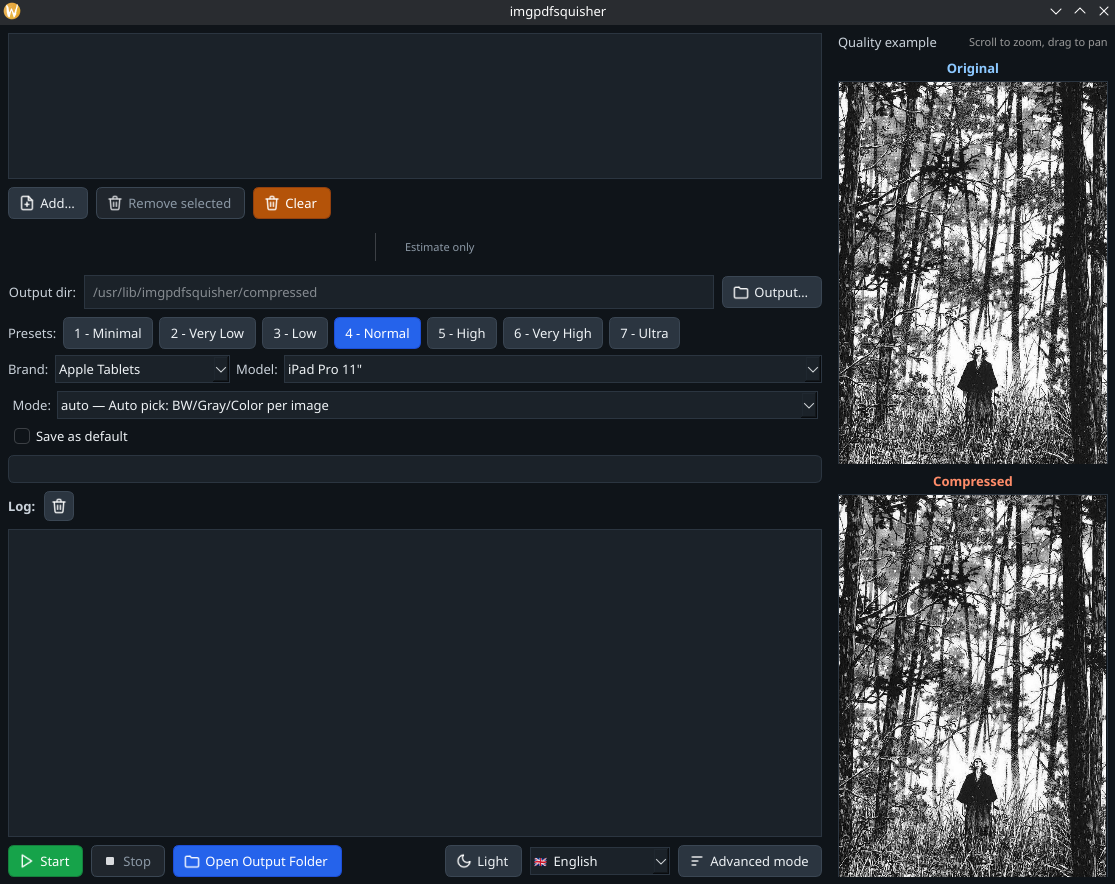 imgpdfsquisher
Quality example
Scroll to zoom, drag to pan
Original
Add...
Remove selected
Clear
Estimate only
Output dir:
/usr/lib/imgpdfsquisher/compressed
Output...
Presets:
1 - Minimal
2 - Very Low
3 - Low
4 - Normal
5 - High
6 - Very High
7 - Ultra
Brand:
Apple Tablets
Model:
iPad Pro 11"
Mode:
auto — Auto pick: BW/Gray/Color per image
Save as default
Log:
Compressed
Start
Stop
Open Output Folder
Light
English
Advanced mode